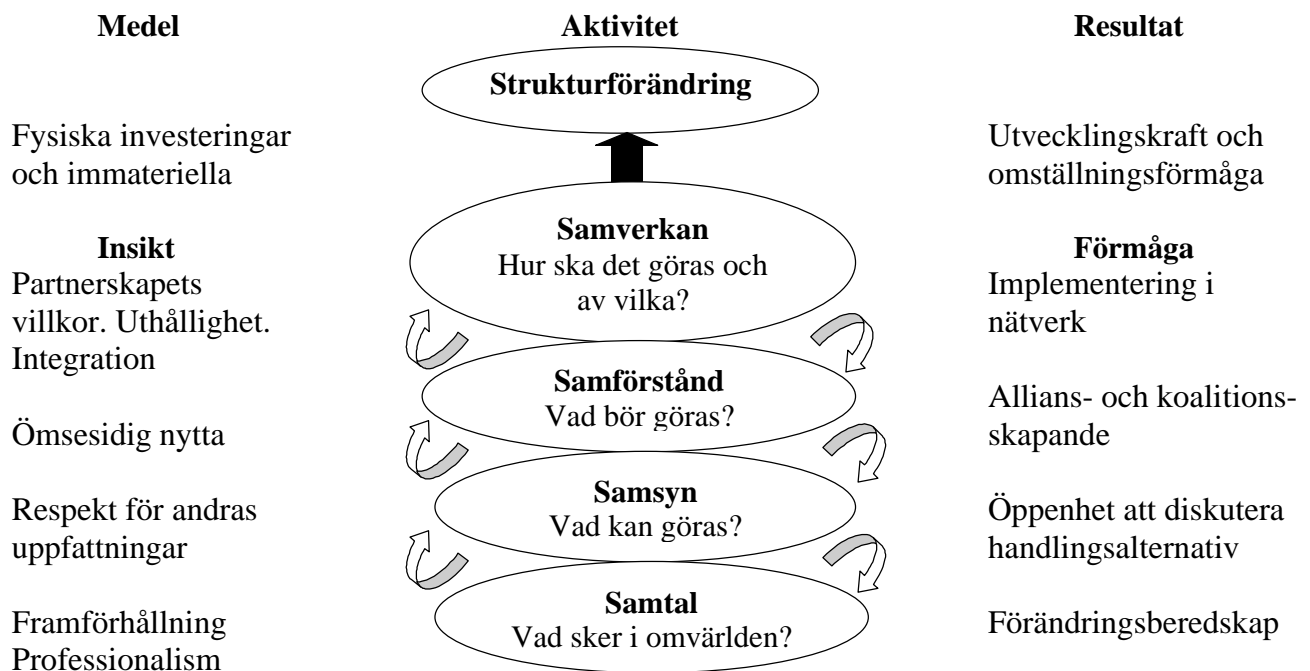 Medel
Aktivitet
Resultat
Strukturförändring
Fysiska investeringar
och immateriella
Utvecklingskraft och
omställningsförmåga
Insikt
Partnerskapets
villkor. Uthållighet.
Integration
Samverkan
Hur ska det göras och
av vilka?
Förmåga
Implementering i
nätverk
Ömsesidig nytta
Samförstånd
Vad bör göras?
Allians- och koalitions-
skapande
Respekt för andras
uppfattningar
Samsyn
Vad kan göras?
Öppenhet att diskutera
handlingsalternativ
Framförhållning
Professionalism
Samtal
Vad sker i omvärlden?
Förändringsberedskap